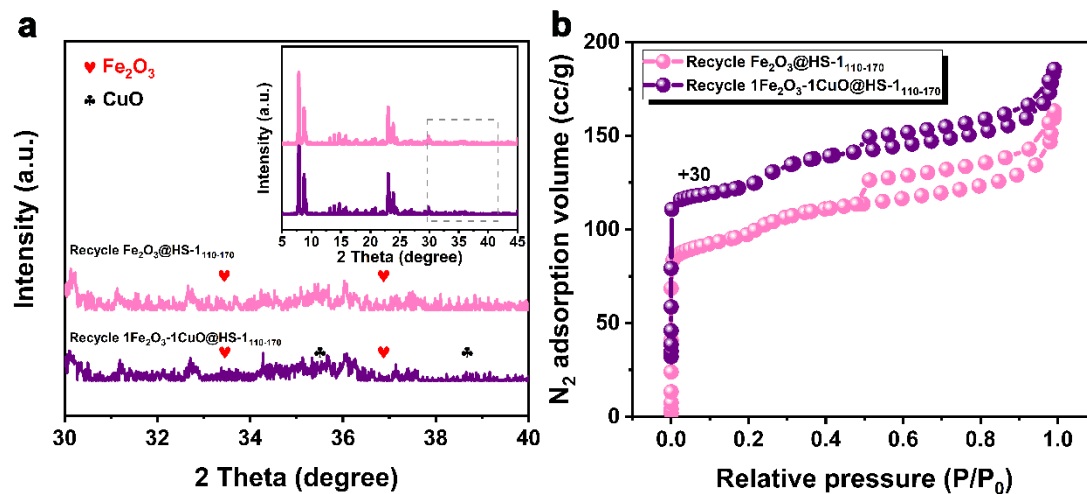 a
♥ Fe₂O₃
♣ CuO
Intensity (a.u.)
Intensity (a.u.)
5 10 15 20 25 30 35 40 45
2 Theta (degree)
Recycle Fe₂O₃@HS-1₁₁₀₋₁₇₀
Recycle 1Fe₂O₃-1CuO@HS-1₁₁₀₋₁₇₀
30 32 34 36 38 40
2 Theta (degree)
b
N₂ adsorption volume (cc/g)
200
150
100
50
0
Recycle Fe₂O₃@HS-1₁₁₀₋₁₇₀
Recycle 1Fe₂O₃-1CuO@HS-1₁₁₀₋₁₇₀
+30
0.0 0.2 0.4 0.6 0.8 1.0
Relative pressure (P/P₀)